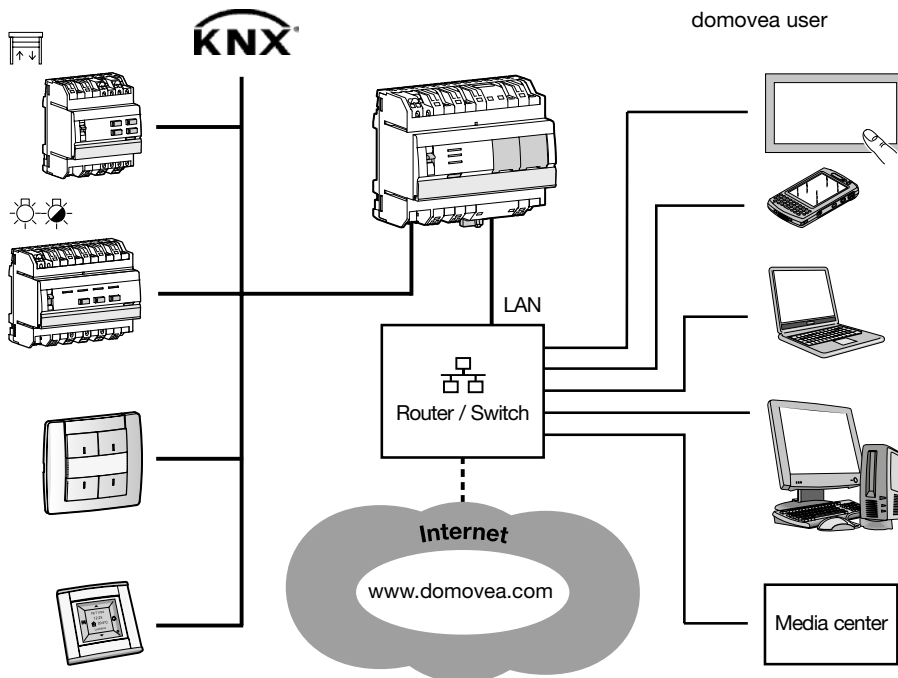 KNX
domovea user
LAN
Router / Switch
Internet
www.domovea.com
Media center